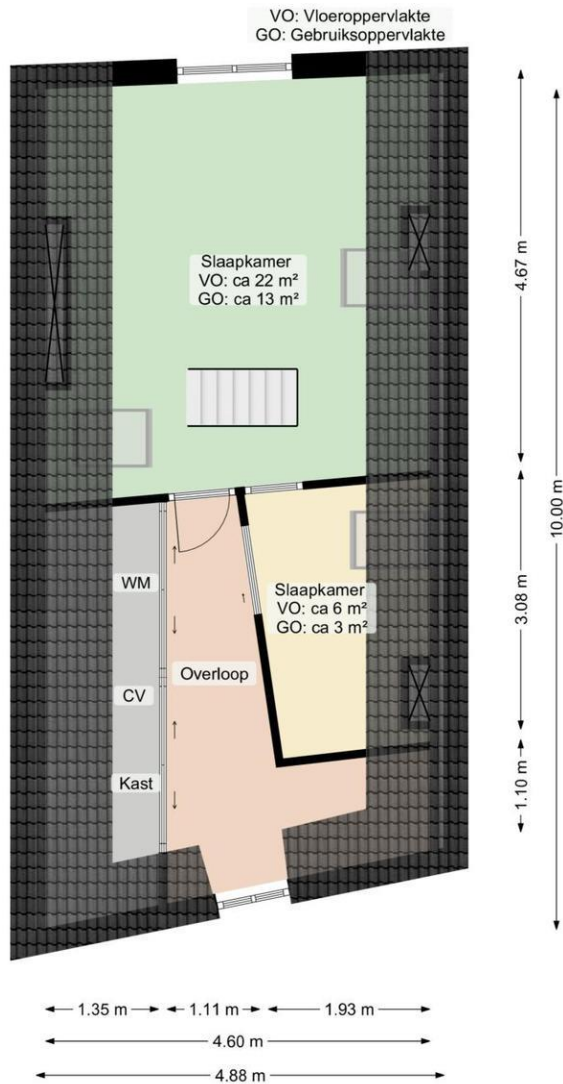 VO: Vloeroppervlakte
GO: Gebruiksoppervlakte
Slaapkamer
VO: ca 22 m²
GO: ca 13 m²
4.67 m
10.00 m
WM
Slaapkamer
VO: ca 6 m²
GO: ca 3 m²
3.08 m
Overloop
CV
Kast
1.10 m
1.35 m
1.11 m
1.93 m
4.60 m
4.88 m